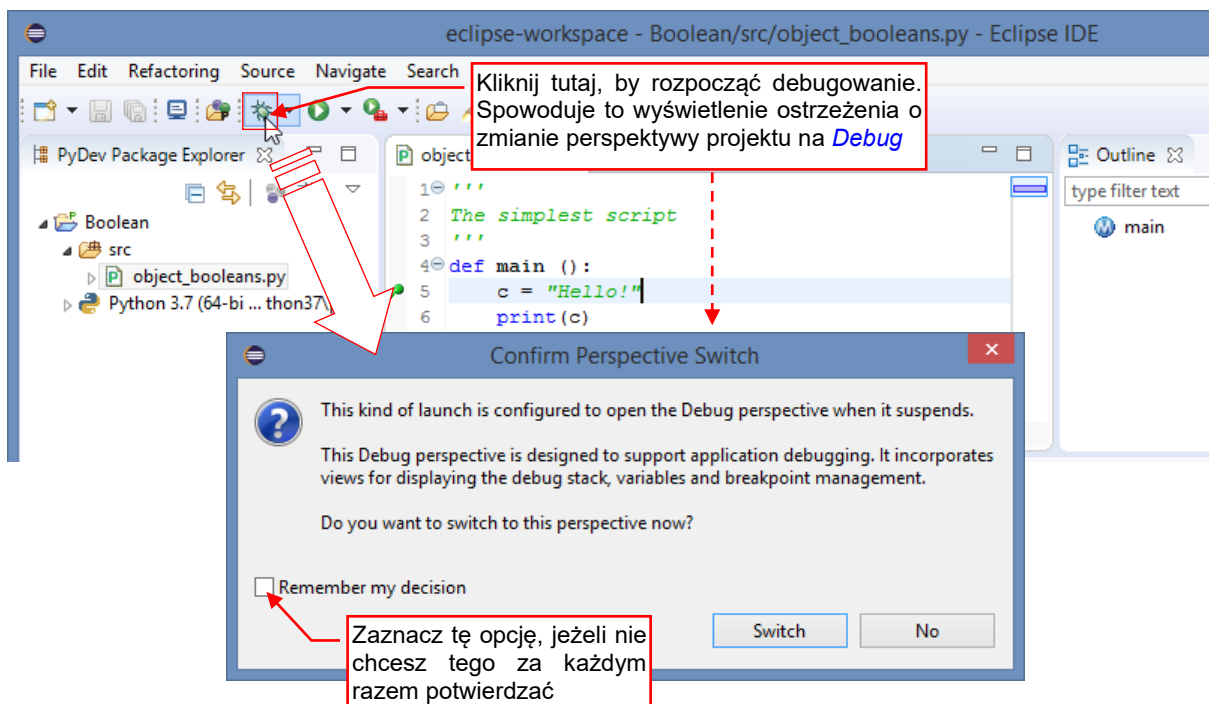 eclipse-workspace - Boolean/src/object_booleans.py - Eclipse IDE
File Edit Refactoring Source Navigate Search
Kliknij tutaj, by rozpocząć debugowanie.
Spowoduje to wyświetlenie ostrzeżenia o
zmianie perspektywy projektu na Debug
PyDev Package Explorer
object
Outline
type filter text
main
Boolean
src
object_booleans.py
Python 3.7 (64-bi ... thon37\
1 '''
2 The simplest script
3 '''
4 def main ():
5 c = "Hello!"
6 print(c)
Confirm Perspective Switch
This kind of launch is configured to open the Debug perspective when it suspends.
This Debug perspective is designed to support application debugging. It incorporates
views for displaying the debug stack, variables and breakpoint management.
Do you want to switch to this perspective now?
Remember my decision
Switch No
Zaznacz tę opcję, jeżeli nie
chcesz tego za każdym
razem potwierdzać